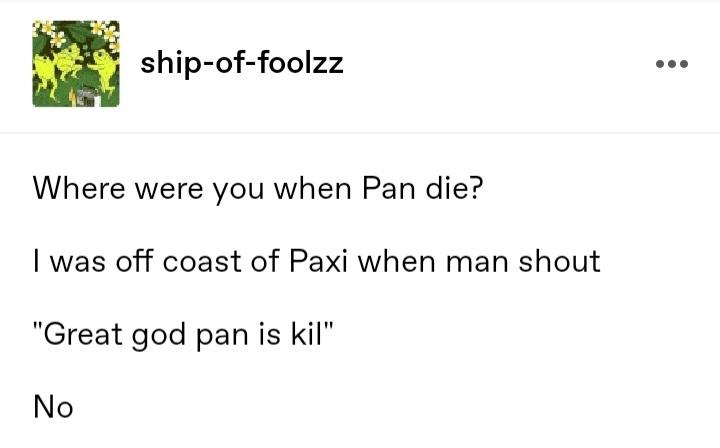 ship-of-foolzz
Where were you when Pan die?
I was off coast of Paxi when man shout
"Great god pan is kil"
No